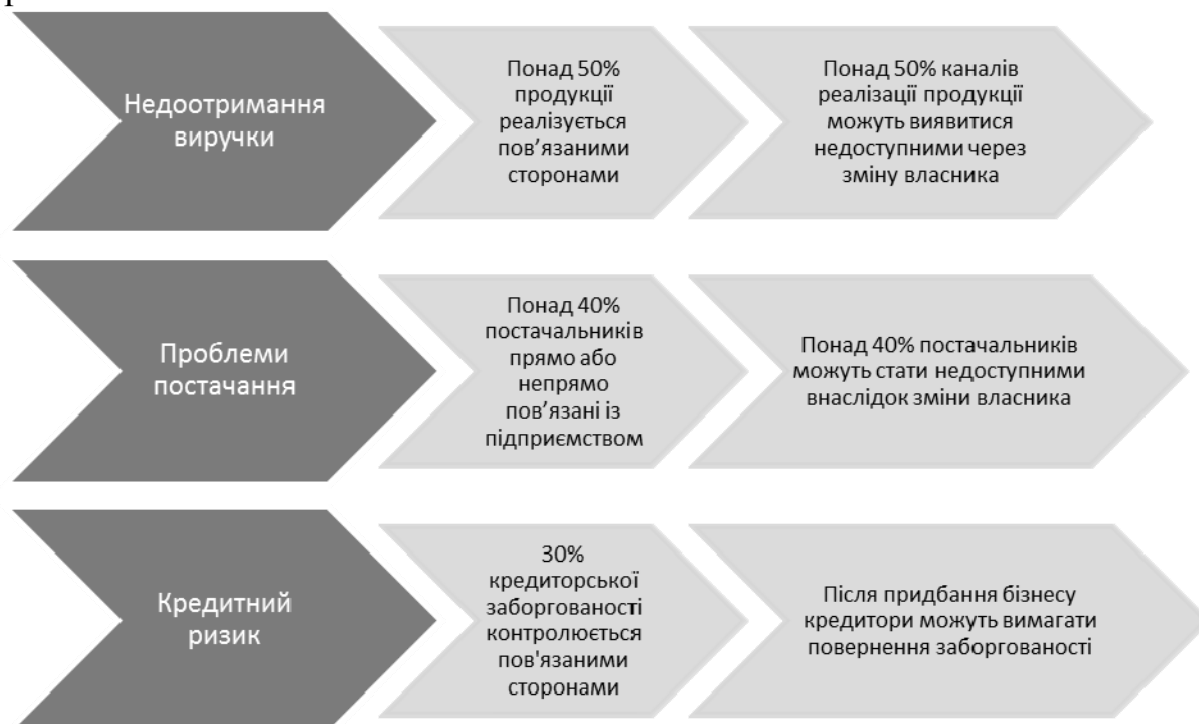 Недоотримання
виручки
Понад 50%
продукції
реалізується
пов’язаними
сторонами
Понад 50% каналів
реалізації продукції
можуть виявитися
недоступними через
зміну власника
Проблеми
постачання
Понад 40%
постачальників
прямо або
непрямо
пов’язані із
підприємством
Понад 40% постачальників
можуть стати недоступними
внаслідок зміни власника
Кредитний
ризик
30%
кредиторської
заборгованості
контролюється
пов'язаними
сторонами
Після придбання бізнесу
кредитори можуть вимагати
повернення заборгованості